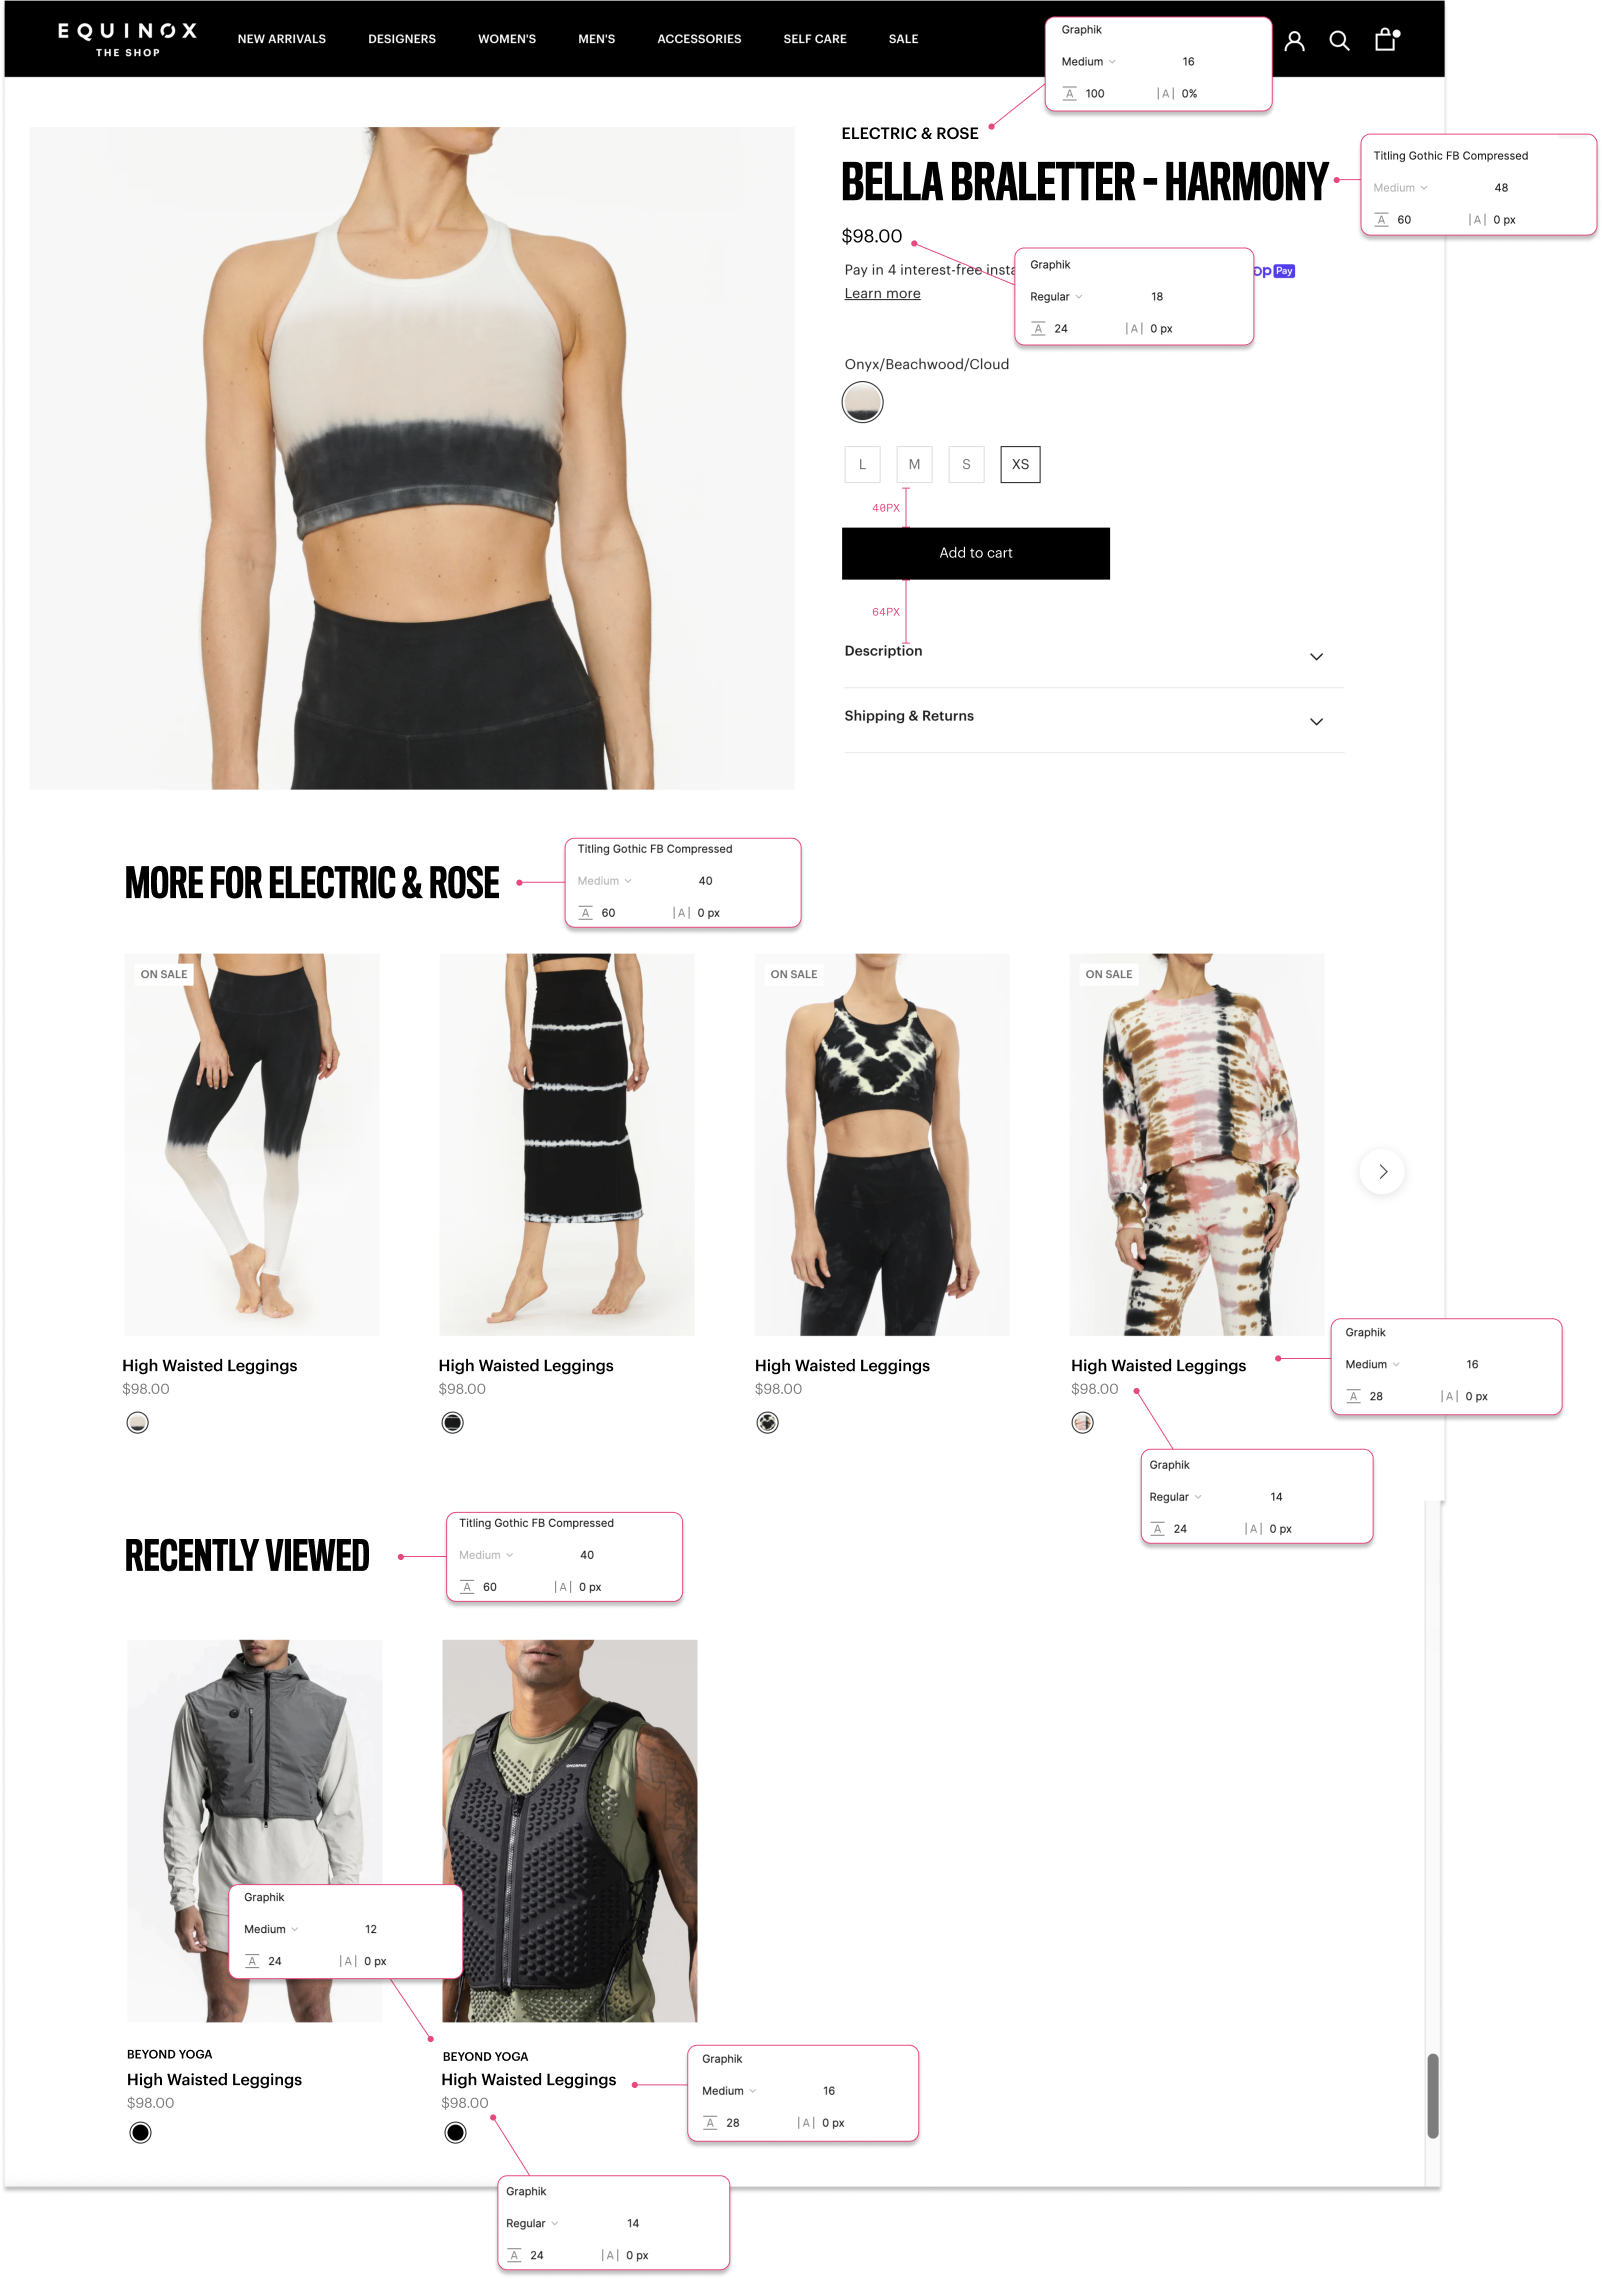 EQUINOX
THE SHOP
NEW ARRIVALS
DESIGNERS
WOMEN'S
MEN'S
ACCESSORIES
SELF CARE
SALE
Graphik
Medium 16
A 100 |A| 0%
ELECTRIC & ROSE
BELLA BRALETTER - HARMONY
Titling Gothic FB Compressed
Medium 48
A 60 |A| 0 px
$98.00
Pay in 4 interest-free
Pay
Learn more
Graphik
Regular 18
A 24 |A| 0 px
Onyx/Beachwood/Cloud
L M S XS
40PX
Add to cart
64PX
Description
Shipping & Returns
MORE FOR ELECTRIC & ROSE
Titling Gothic FB Compressed
Medium 40
A 60 |A| 0 px
ON SALE
ON SALE
ON SALE
High Waisted Leggings
$98.00
High Waisted Leggings
$98.00
High Waisted Leggings
$98.00
High Waisted Leggings
$98.00
Graphik
Medium 16
A 28 |A| 0 px
Graphik
Regular 14
A 24 |A| 0 px
RECENTLY VIEWED
Titling Gothic FB Compressed
Medium 40
A 60 |A| 0 px
Graphik
Medium 12
A 24 |A| 0 px
BEYOND YOGA
High Waisted Leggings
$98.00
BEYOND YOGA
High Waisted Leggings
$98.00
Graphik
Medium 16
A 28 |A| 0 px
Graphik
Regular 14
A 24 |A| 0 px